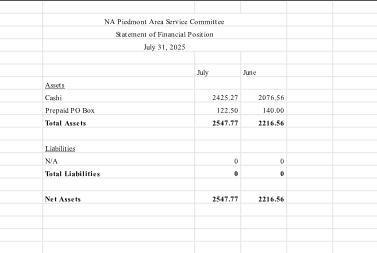 NA Piedmont Area Service Committee
Statement of Financial Position
July 31, 2025
July June
Assets
Cashi 2425.27 2076.56
Prepaid PO Box 122.50 140.00
Total Assets 2547.77 2216.56
Liabilities
N/A 0 0
Total Liabilities 0 0
Net Assets 2547.77 2216.56